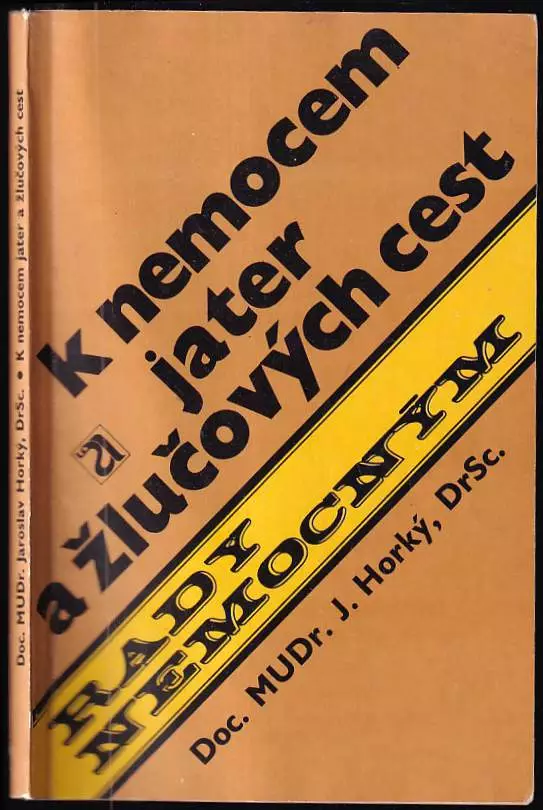 Doc. MUDr. Jaroslav Horký, DrSc. • K nemocem jater a žlučových cest
k nemocem
jater
a žlučových cest
RADY
NEMOCNÝM
Doc. MUDr. J. Horký, DrSc.